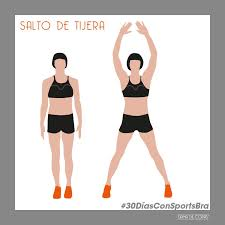 SALTO DE TIJERA
#30DíasConSportsBra